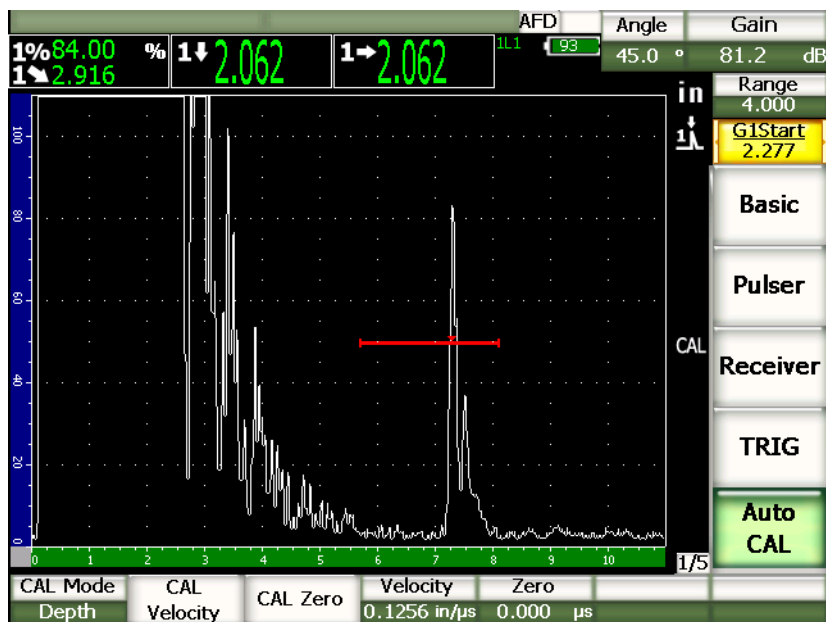 AFD
Angle
Gain
1% 84.00 %
1 2.916
1 2.062
1 2.062
1L1
93
45.0 °
81.2 dB
in
Range
4.000
1
G1Start
2.277
Basic
Pulser
CAL
Receiver
TRIG
Auto
CAL
100
80
60
40
20
0
0 1 2 3 4 5 6 7 8 9 10
1/5
CAL Mode
Depth
CAL
Velocity
CAL Zero
Velocity
0.1256 in/µs
Zero
0.000 µs